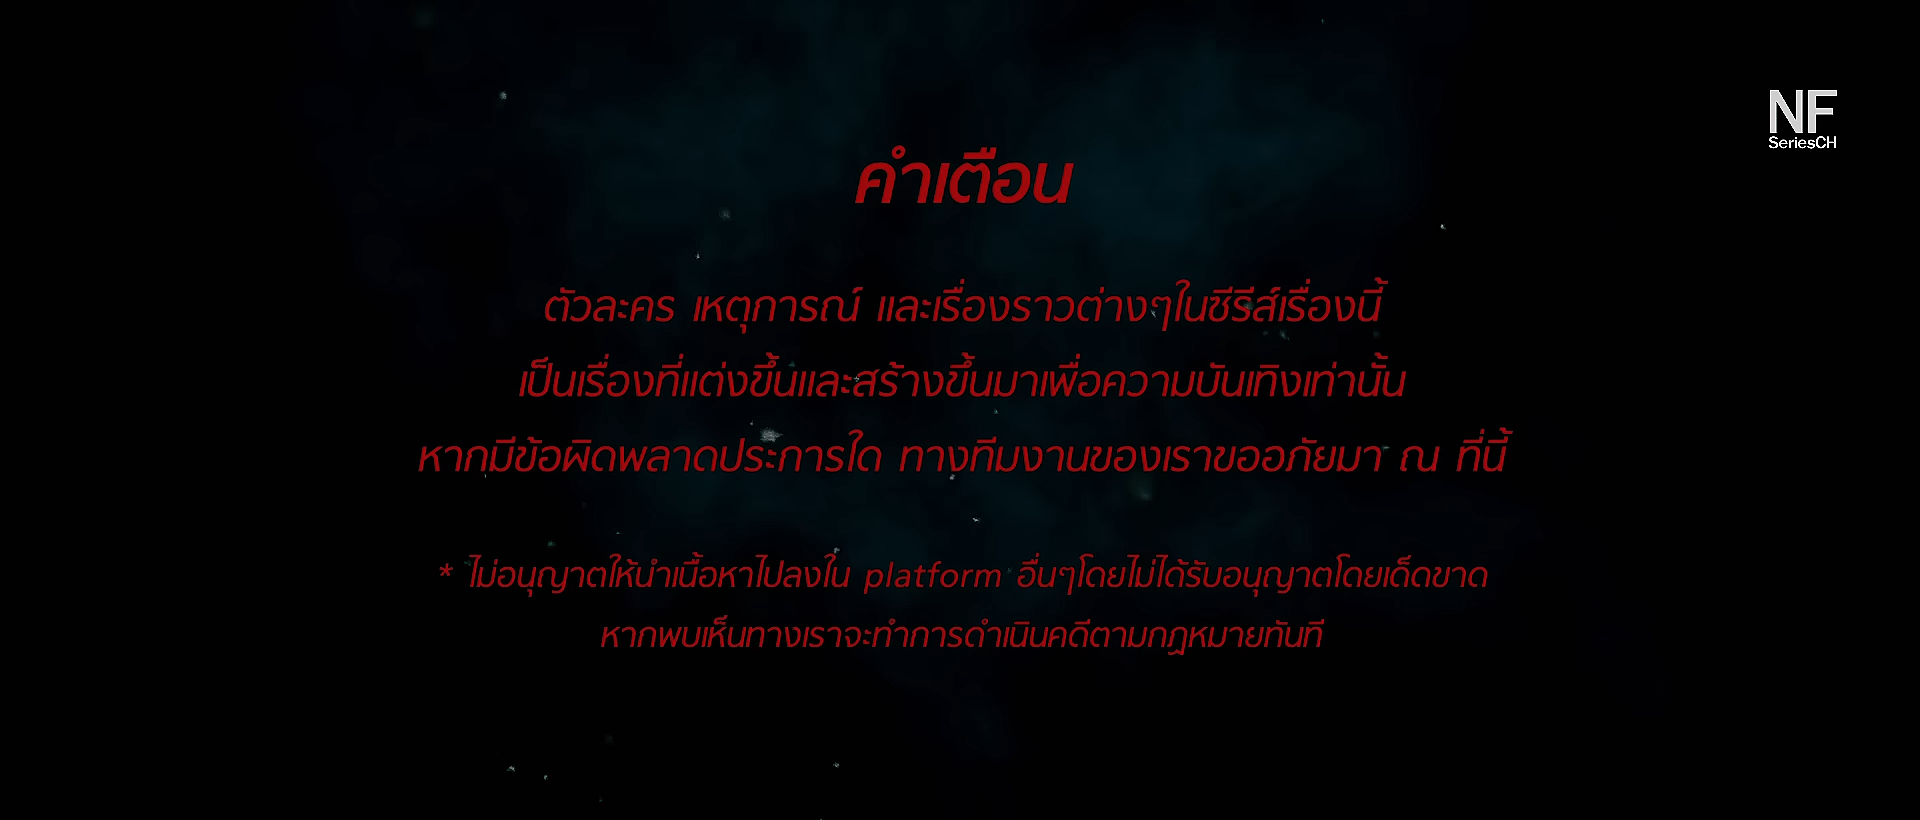 NF
SeriesCH
คำเตือน
ตัวละคร เหตุการณ์ และเรื่องราวต่างๆในซีรีส์เรื่องนี้
เป็นเรื่องที่แต่งขึ้นและสร้างขึ้นมาเพื่อความบันเทิงเท่านั้น
หากมีข้อผิดพลาดประการใด ทางทีมงานของเราขออภัยมา ณ ที่นี้
* ไม่อนุญาตให้นำเนื้อหาไปลงใน platform อื่นๆโดยไม่ได้รับอนุญาตโดยเด็ดขาด
หากพบเห็นทางเราจะทำการดำเนินคดีตามกฎหมายทันที